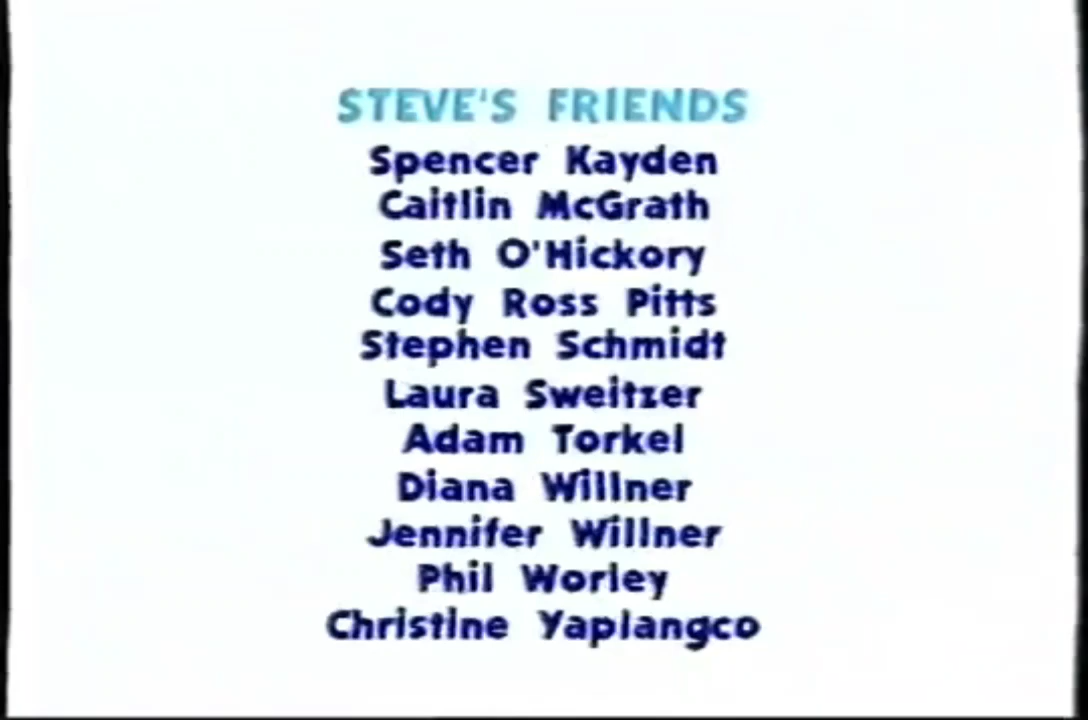 STEVE'S FRIENDS
Spencer Kayden
Caitlin McGrath
Seth O'Hickory
Cody Ross Pitts
Stephen Schmidt
Laura Sweitzer
Adam Torkel
Diana Willner
Jennifer Willner
Phil Worley
Christine Yaplangco